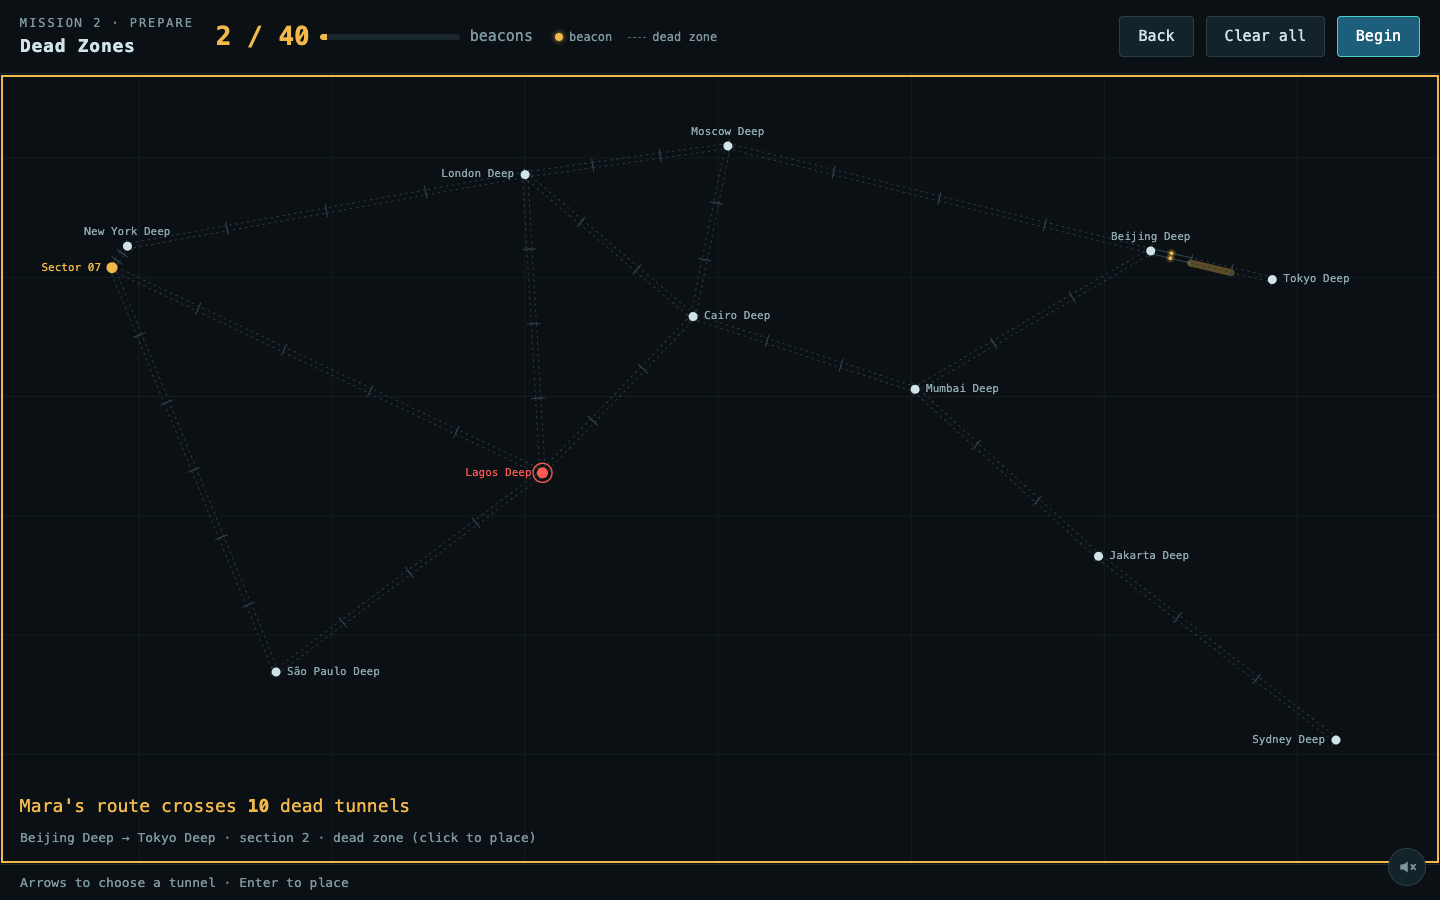 MISSION 2 · PREPARE
Dead Zones
2 / 40
beacons
beacon
dead zone
Back
Clear all
Begin
Moscow Deep
London Deep
New York Deep
Beijing Deep
Sector 07
Tokyo Deep
Cairo Deep
Mumbai Deep
Lagos Deep
Jakarta Deep
São Paulo Deep
Sydney Deep
Mara's route crosses 10 dead tunnels
Beijing Deep → Tokyo Deep · section 2 · dead zone (click to place)
Arrows to choose a tunnel · Enter to place